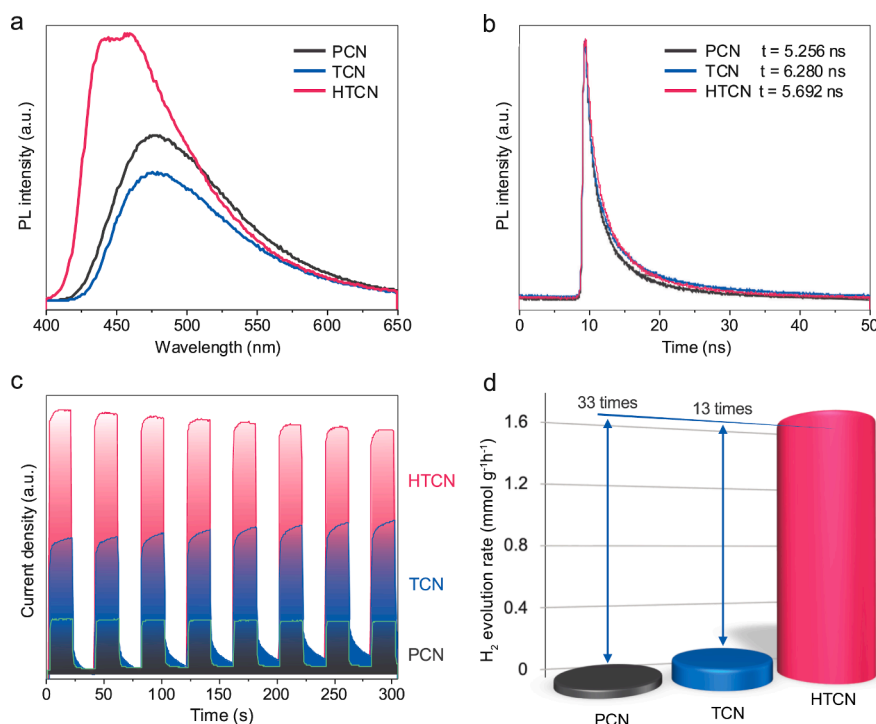 a
PCN
TCN
HTCN
PL intensity (a.u.)
400 450 500 550 600 650
Wavelength (nm)
b
PCN t = 5.256 ns
TCN t = 6.280 ns
HTCN t = 5.692 ns
PL intensity (a.u.)
0 10 20 30 40 50
Time (ns)
c
HTCN
TCN
PCN
Current density (a.u.)
0 50 100 150 200 250 300
Time (s)
d
33 times
13 times
1.6
1.2
0.8
0.4
0
H₂ evolution rate (mmol g⁻¹h⁻¹)
PCN
TCN
HTCN